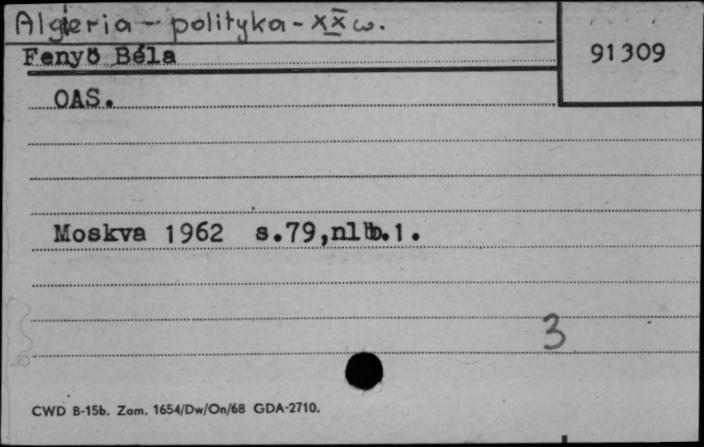 Algieria - polityka - XX w.
Fenyö Béla
91309
OAS.
Moskva 1962 s.79,nlb.1.
3
CWD B-15b. Zam. 1654/Dw/On/68 GDA-2710.